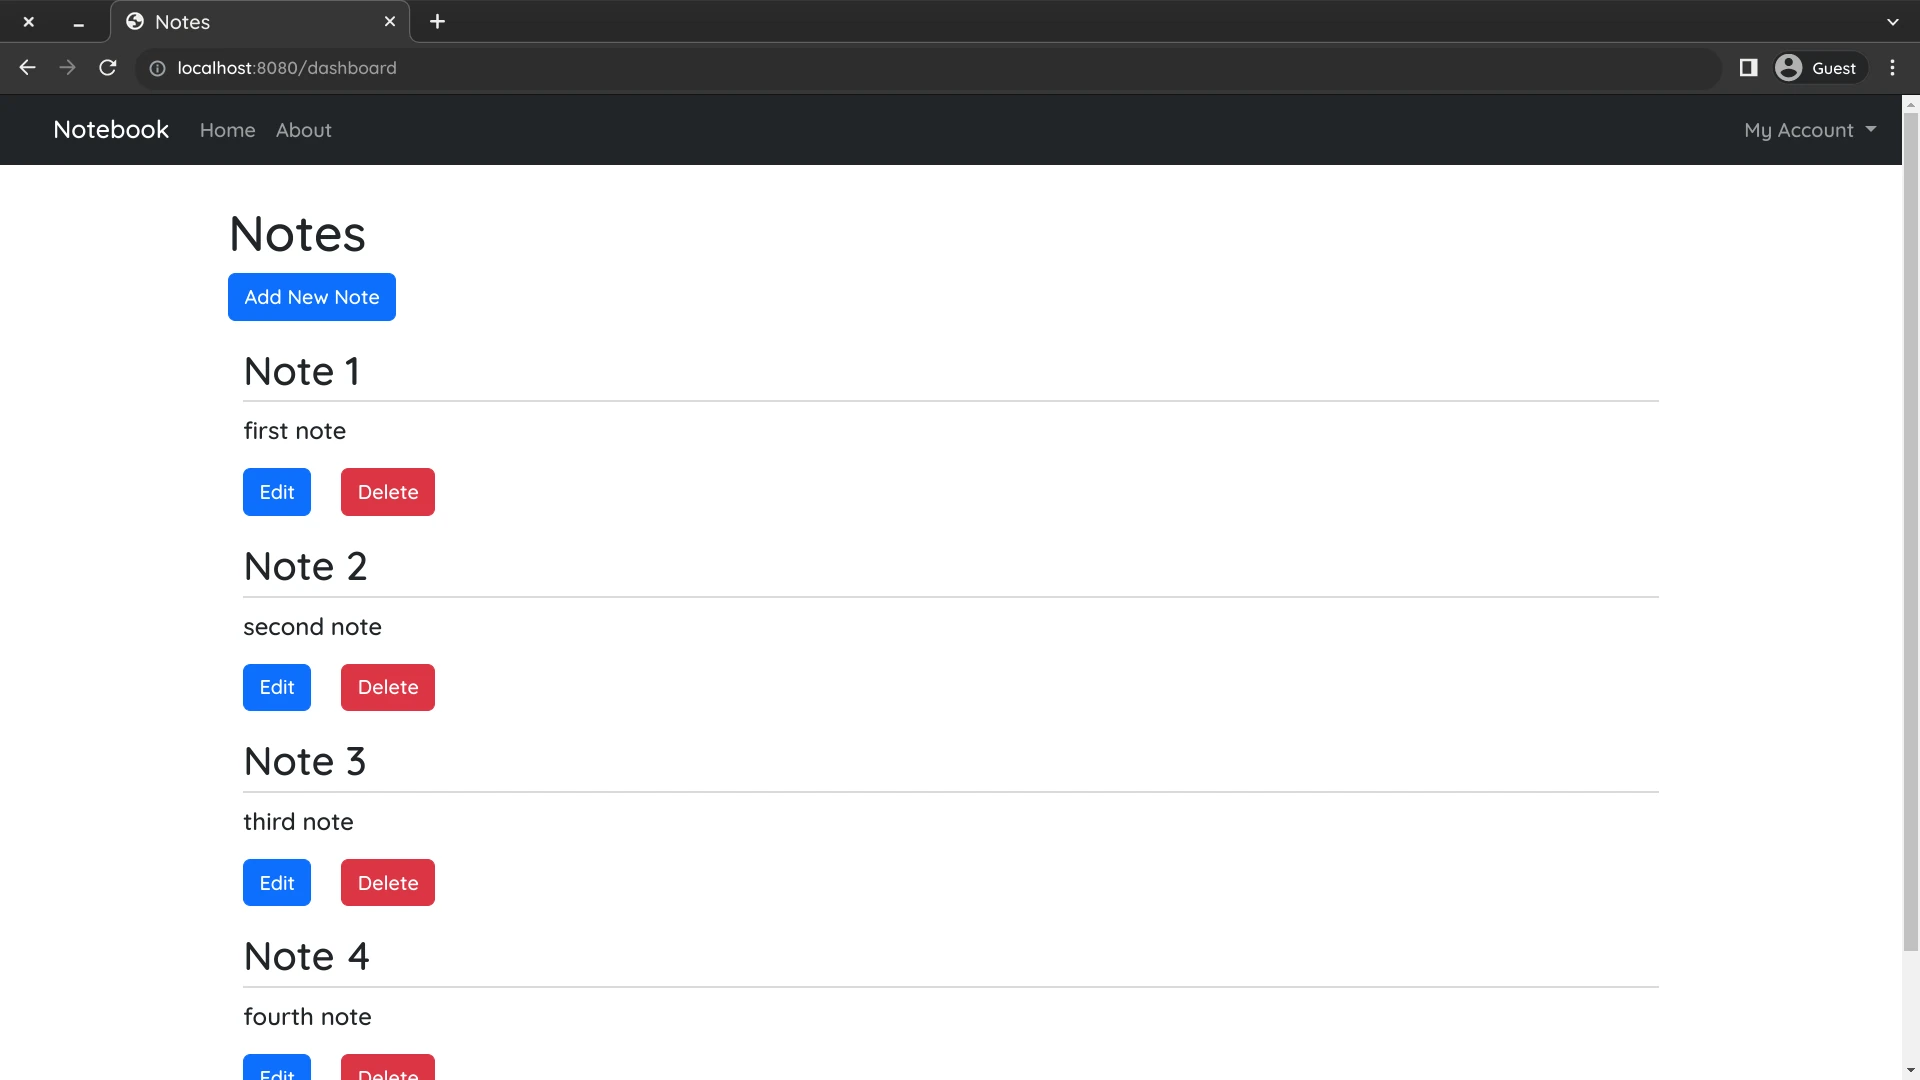 Notes
localhost:8080/dashboard
Guest
Notebook Home About My Account
Notes
Add New Note
Note 1
first note
Edit Delete
Note 2
second note
Edit Delete
Note 3
third note
Edit Delete
Note 4
fourth note
Edit Delete